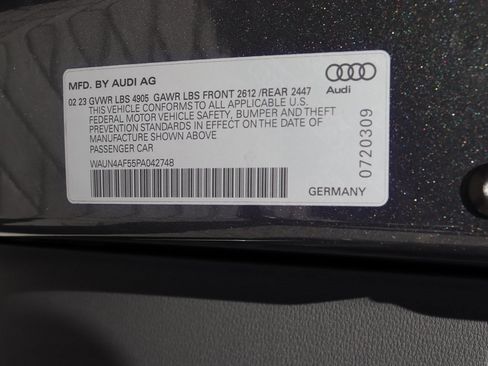 MFD. BY AUDI AG
02 23 GVWR LBS 4905 GAWR LBS FRONT 2612 /REAR 2447
THIS VEHICLE CONFORMS TO ALL APPLICABLE U.S.
FEDERAL MOTOR VEHICLE SAFETY, BUMPER AND THEFT
PREVENTION STANDARDS IN EFFECT ON THE DATE OF
MANUFACTURE SHOWN ABOVE
PASSENGER CAR
WAUN4AF55PA042748
Audi
0720309
GERMANY